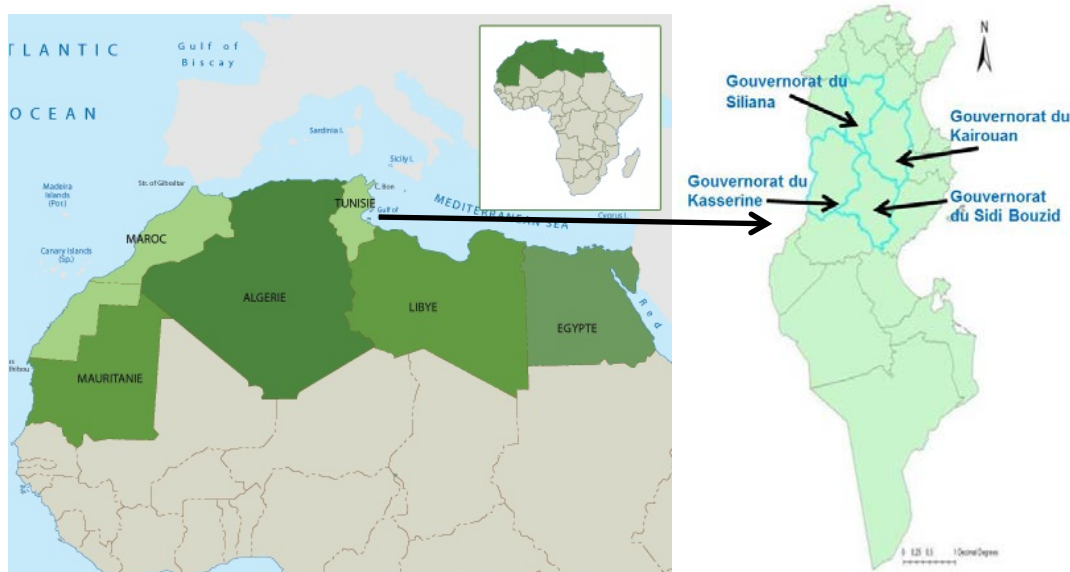 TLANTIC
OCEAN
Gulf of
Biscay
Sardinia I.
Sicily I.
C. Bon
Str. of Gibraltar
Madeira
Islands
(Por.)
Canary Islands
(Sp.)
MEDITERRANEAN SEA
Gulf of
Cyprus I.
Red
TUNISIE
MAROC
ALGERIE
LIBYE
EGYPTE
MAURITANIE
Gouvernorat du
Siliana
Gouvernorat du
Kairouan
Gouvernorat du
Kasserine
Gouvernorat
du Sidi Bouzid
N
0 0.25 0.5 1 Decimal Degrees